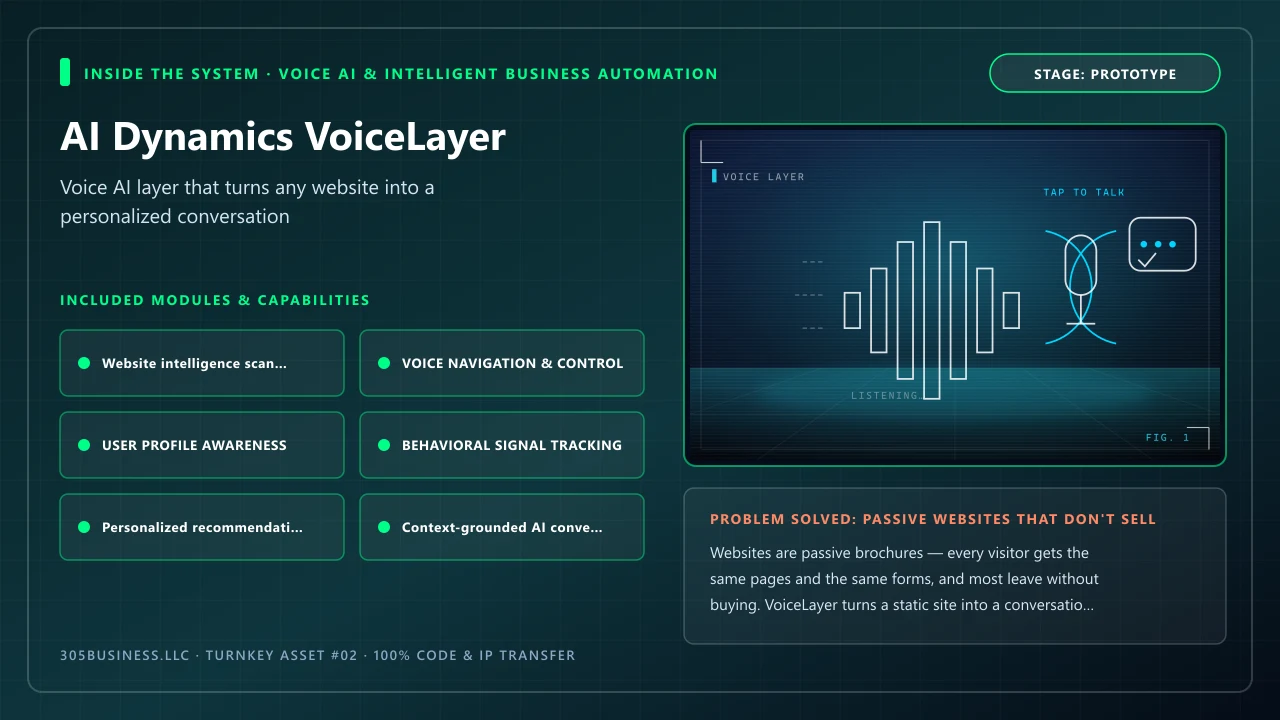 INSIDE THE SYSTEM · VOICE AI & INTELLIGENT BUSINESS AUTOMATION
STAGE: PROTOTYPE
AI Dynamics VoiceLayer
Voice AI layer that turns any website into a
personalized conversation
INCLUDED MODULES & CAPABILITIES
Website intelligence scan...
VOICE NAVIGATION & CONTROL
USER PROFILE AWARENESS
BEHAVIORAL SIGNAL TRACKING
Personalized recommendati...
Context-grounded AI conve...
VOICE LAYER
TAP TO TALK
LISTENING…
FIG. 1
PROBLEM SOLVED: PASSIVE WEBSITES THAT DON'T SELL
Websites are passive brochures — every visitor gets the
same pages and the same forms, and most leave without
buying. VoiceLayer turns a static site into a conversatio...
305BUSINESS.LLC · TURNKEY ASSET #02 · 100% CODE & IP TRANSFER